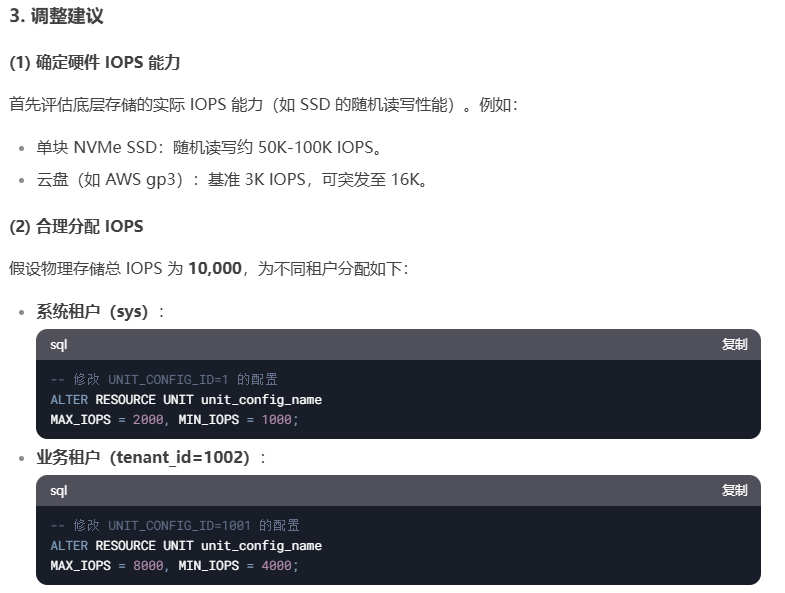 3. 调整建议
(1) 确定硬件 IOPS 能力
首先评估底层存储的实际 IOPS 能力（如 SSD 的随机读写性能）。例如：
• 单块 NVMe SSD：随机读写约 50K-100K IOPS。
• 云盘（如 AWS gp3）：基准 3K IOPS，可突发至 16K。
(2) 合理分配 IOPS
假设物理存储总 IOPS 为 10,000，为不同租户分配如下：
• 系统租户（sys）：
sql 复制
-- 修改 UNIT_CONFIG_ID=1 的配置
ALTER RESOURCE UNIT unit_config_name
MAX_IOPS = 2000, MIN_IOPS = 1000;
• 业务租户（tenant_id=1002）：
sql 复制
-- 修改 UNIT_CONFIG_ID=1001 的配置
ALTER RESOURCE UNIT unit_config_name
MAX_IOPS = 8000, MIN_IOPS = 4000;